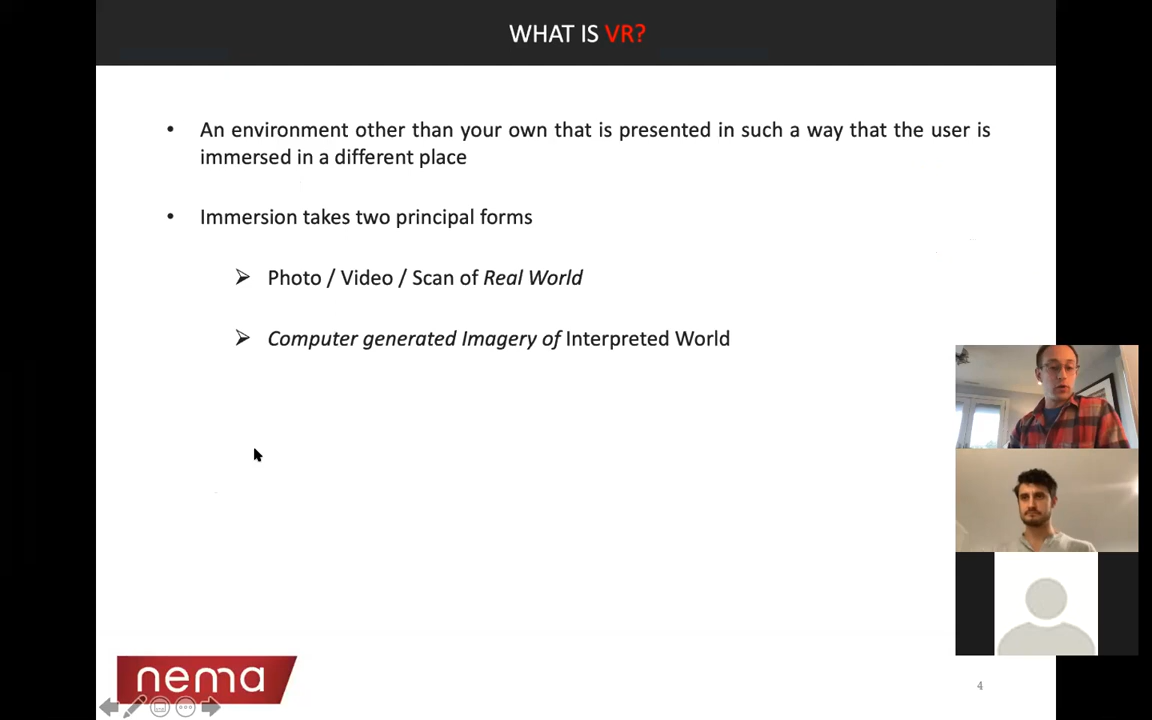 WHAT IS VR?
• An environment other than your own that is presented in such a way that the user is
immersed in a different place
• Immersion takes two principal forms
➢ Photo / Video / Scan of Real World
➢ Computer generated Imagery of Interpreted World
nema
4